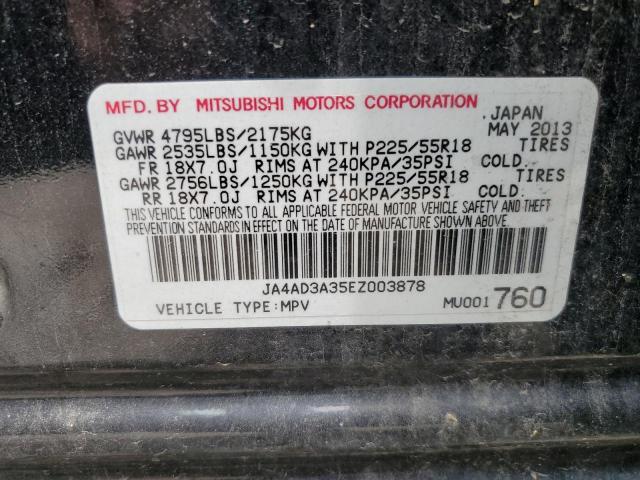 MFD. BY MITSUBISHI MOTORS CORPORATION
JAPAN
GVWR 4795LBS/2175KG MAY 2013
GAWR 2535LBS/1150KG WITH P225/55R18 TIRES
FR 18X7.0J RIMS AT 240KPA/35PSI COLD.
GAWR 2756LBS/1250KG WITH P225/55R18 TIRES
RR 18X7.0J RIMS AT 240KPA/35PSI COLD.
THIS VEHICLE CONFORMS TO ALL APPLICABLE FEDERAL MOTOR VEHICLE SAFETY AND THEFT
PREVENTION STANDARDS IN EFFECT ON THE DATE OF MANUFACTURE SHOWN ABOVE.
JA4AD3A35EZ003878
VEHICLE TYPE:MPV MU001760